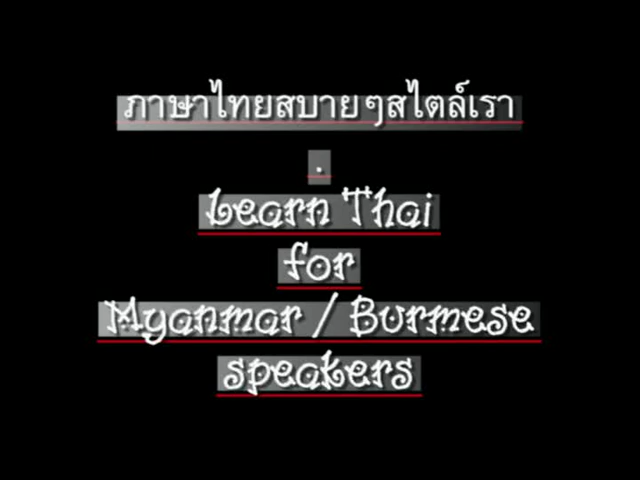 ภาษาไทยสบายๆสไตล์เรา
.
Learn Thai
for
Myanmar / Burmese
speakers